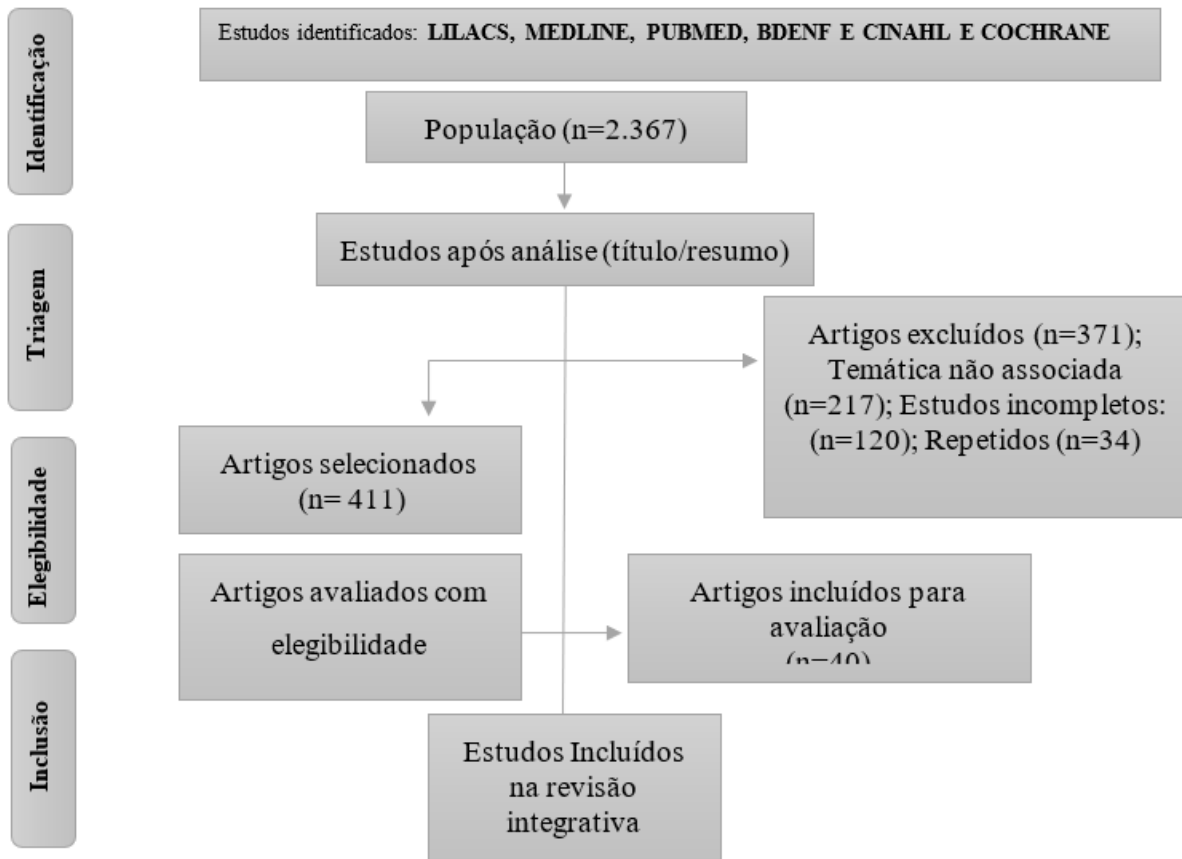 Identificação
Estudos identificados: LILACS, MEDLINE, PUBMED, BDENF E CINAHL E COCHRANE
População (n=2.367)
Triagem
Estudos após análise (título/resumo)
Artigos excluídos (n=371);
Temática não associada
(n=217); Estudos incompletos:
(n=120); Repetidos (n=34)
Elegibilidade
Artigos selecionados
(n= 411)
Artigos avaliados com
elegibilidade
Artigos incluídos para
avaliação
(n=40)
Inclusão
Estudos Incluídos
na revisão
integrativa